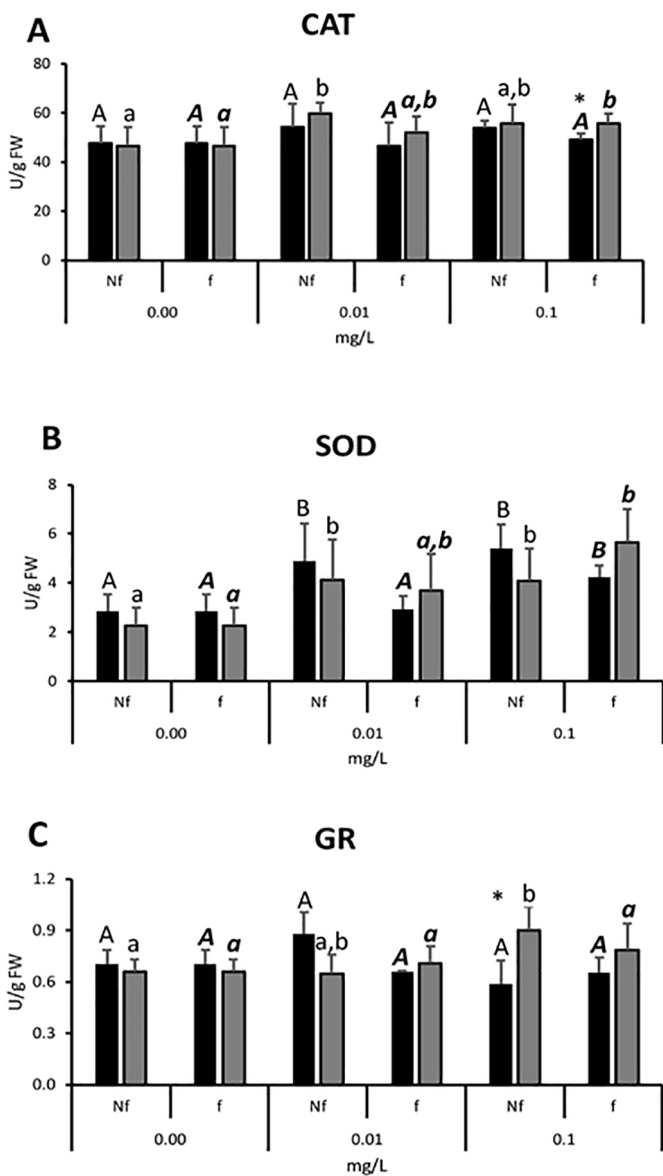 A
CAT
80
A a A a A b A a,b A a,b * A b
60
40
20
0
U/g FW
Nf f Nf f Nf f
0.00 0.01 0.1
mg/L
B
SOD
8
A a A a B b A a,b B b B b
6
4
2
0
U/g FW
Nf f Nf f Nf f
0.00 0.01 0.1
mg/L
C
GR
1.2
A a A a A a,b A a * A b A a
0.9
0.6
0.3
0.0
U/g FW
Nf f Nf f Nf f
0.00 0.01 0.1
mg/L